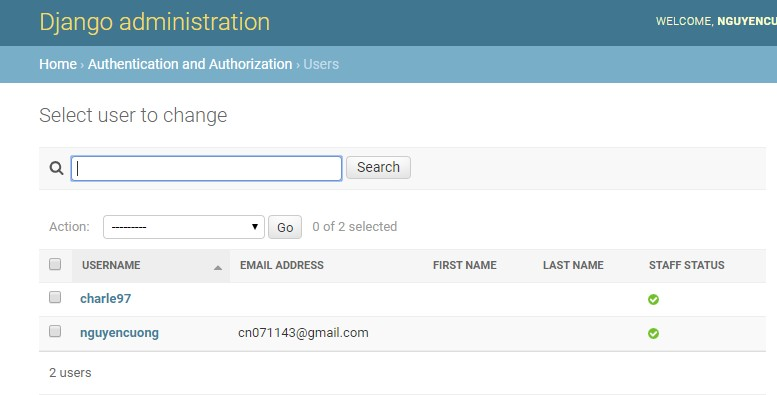 Django administration
WELCOME, NGUYENCU
Home › Authentication and Authorization › Users
Select user to change
Search
Action: --------- Go 0 of 2 selected
USERNAME EMAIL ADDRESS FIRST NAME LAST NAME STAFF STATUS
charle97
nguyencuong cn071143@gmail.com
2 users